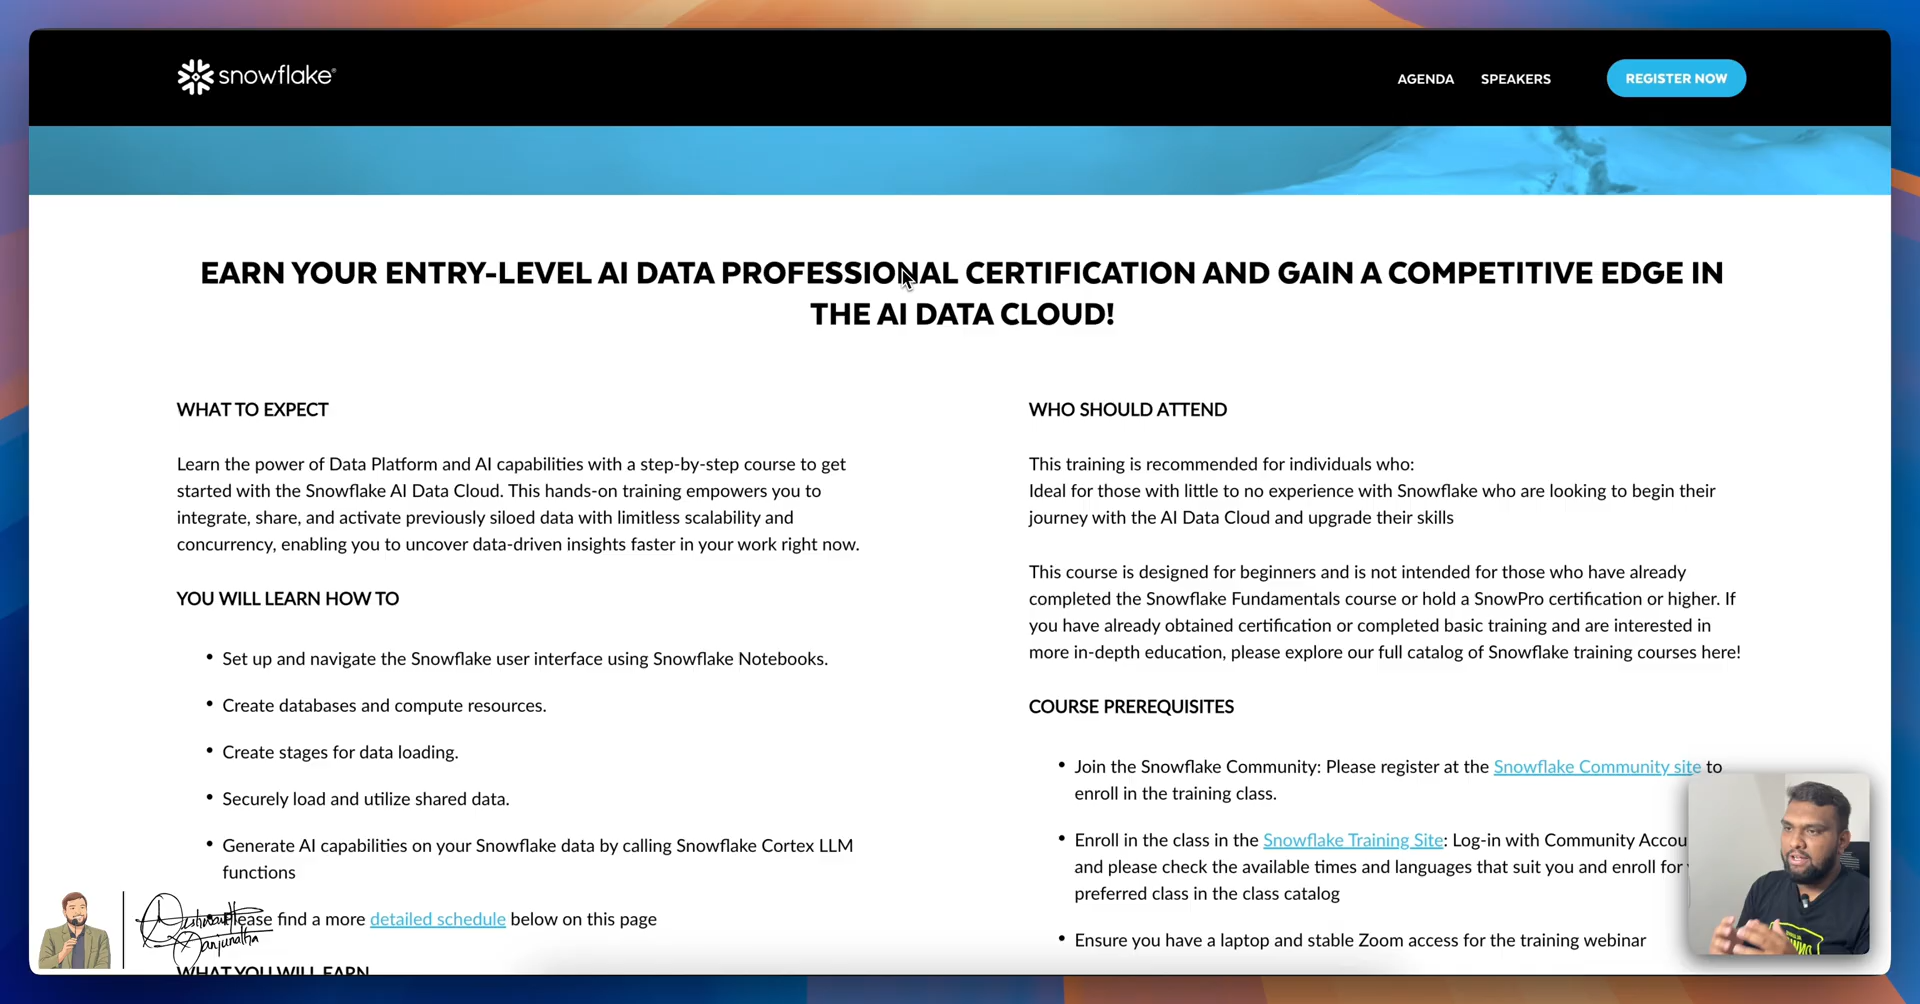 snowflake®
AGENDA
SPEAKERS
REGISTER NOW
EARN YOUR ENTRY-LEVEL AI DATA PROFESSIONAL CERTIFICATION AND GAIN A COMPETITIVE EDGE IN
THE AI DATA CLOUD!
WHAT TO EXPECT
Learn the power of Data Platform and AI capabilities with a step-by-step course to get
started with the Snowflake AI Data Cloud. This hands-on training empowers you to
integrate, share, and activate previously siloed data with limitless scalability and
concurrency, enabling you to uncover data-driven insights faster in your work right now.
YOU WILL LEARN HOW TO
• Set up and navigate the Snowflake user interface using Snowflake Notebooks.
• Create databases and compute resources.
• Create stages for data loading.
• Securely load and utilize shared data.
• Generate AI capabilities on your Snowflake data by calling Snowflake Cortex LLM
functions
Please find a more detailed schedule below on this page
WHAT YOU WILL EARN
WHO SHOULD ATTEND
This training is recommended for individuals who:
Ideal for those with little to no experience with Snowflake who are looking to begin their
journey with the AI Data Cloud and upgrade their skills
This course is designed for beginners and is not intended for those who have already
completed the Snowflake Fundamentals course or hold a SnowPro certification or higher. If
you have already obtained certification or completed basic training and are interested in
more in-depth education, please explore our full catalog of Snowflake training courses here!
COURSE PREREQUISITES
• Join the Snowflake Community: Please register at the Snowflake Community site to
enroll in the training class.
• Enroll in the class in the Snowflake Training Site: Log-in with Community Accou
and please check the available times and languages that suit you and enroll for
preferred class in the class catalog
• Ensure you have a laptop and stable Zoom access for the training webinar